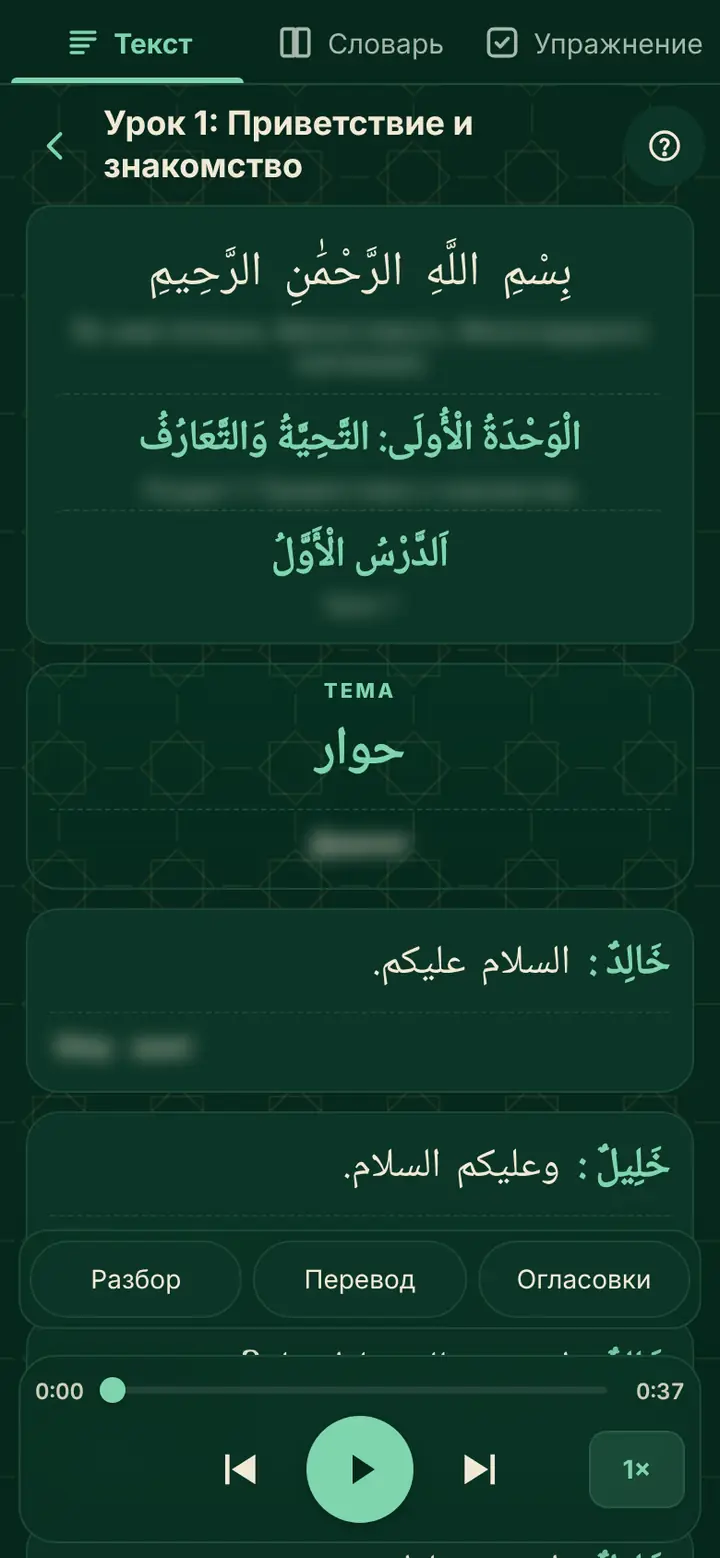 Текст
Словарь
Упражнение
Урок 1: Приветствие и
знакомство
بِسْمِ اللَّهِ الرَّحْمَٰنِ الرَّحِيمِ
الْوَحْدَةُ الْأُولَى: التَّحِيَّةُ وَالتَّعَارُفُ
اَلدَّرْسُ الْأَوَّلُ
ТЕМА
حوار
خَالِدٌ : السلام عليكم.
خَلِيلٌ : وعليكم السلام.
Разбор
Перевод
Огласовки
0:00
0:37
1×